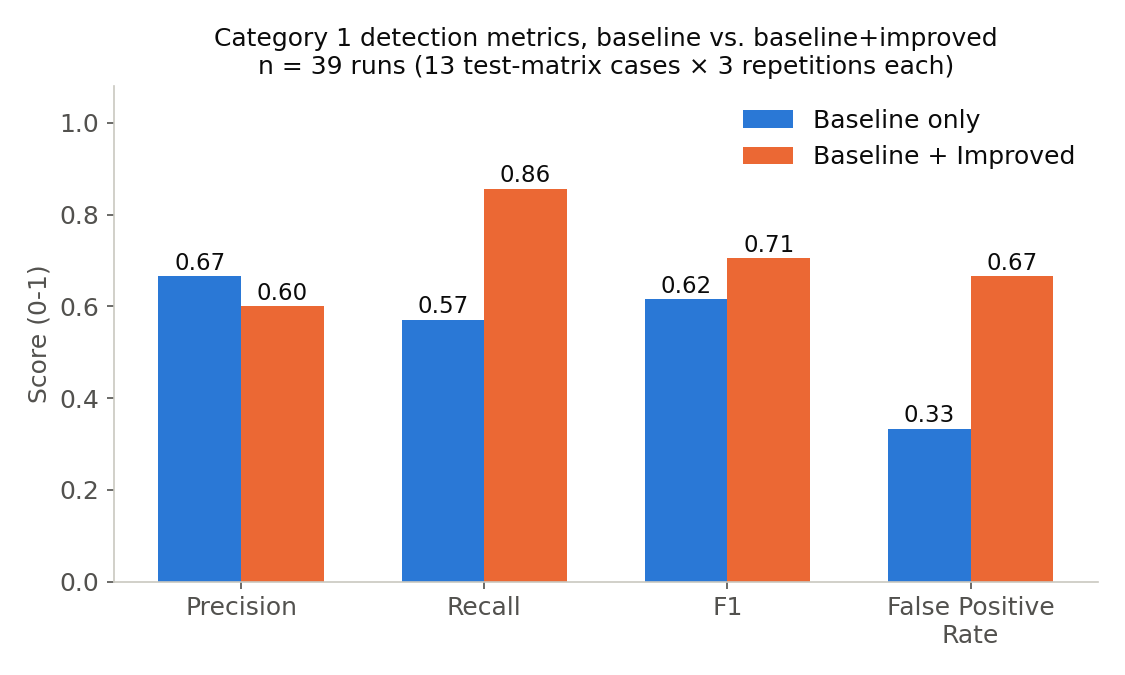 Category 1 detection metrics, baseline vs. baseline+improved
n = 39 runs (13 test-matrix cases × 3 repetitions each)
Baseline only
Baseline + Improved
Score (0-1)
1.0
0.8
0.6
0.4
0.2
0.0
0.67
0.60
0.57
0.86
0.62
0.71
0.33
0.67
Precision
Recall
F1
False Positive
Rate